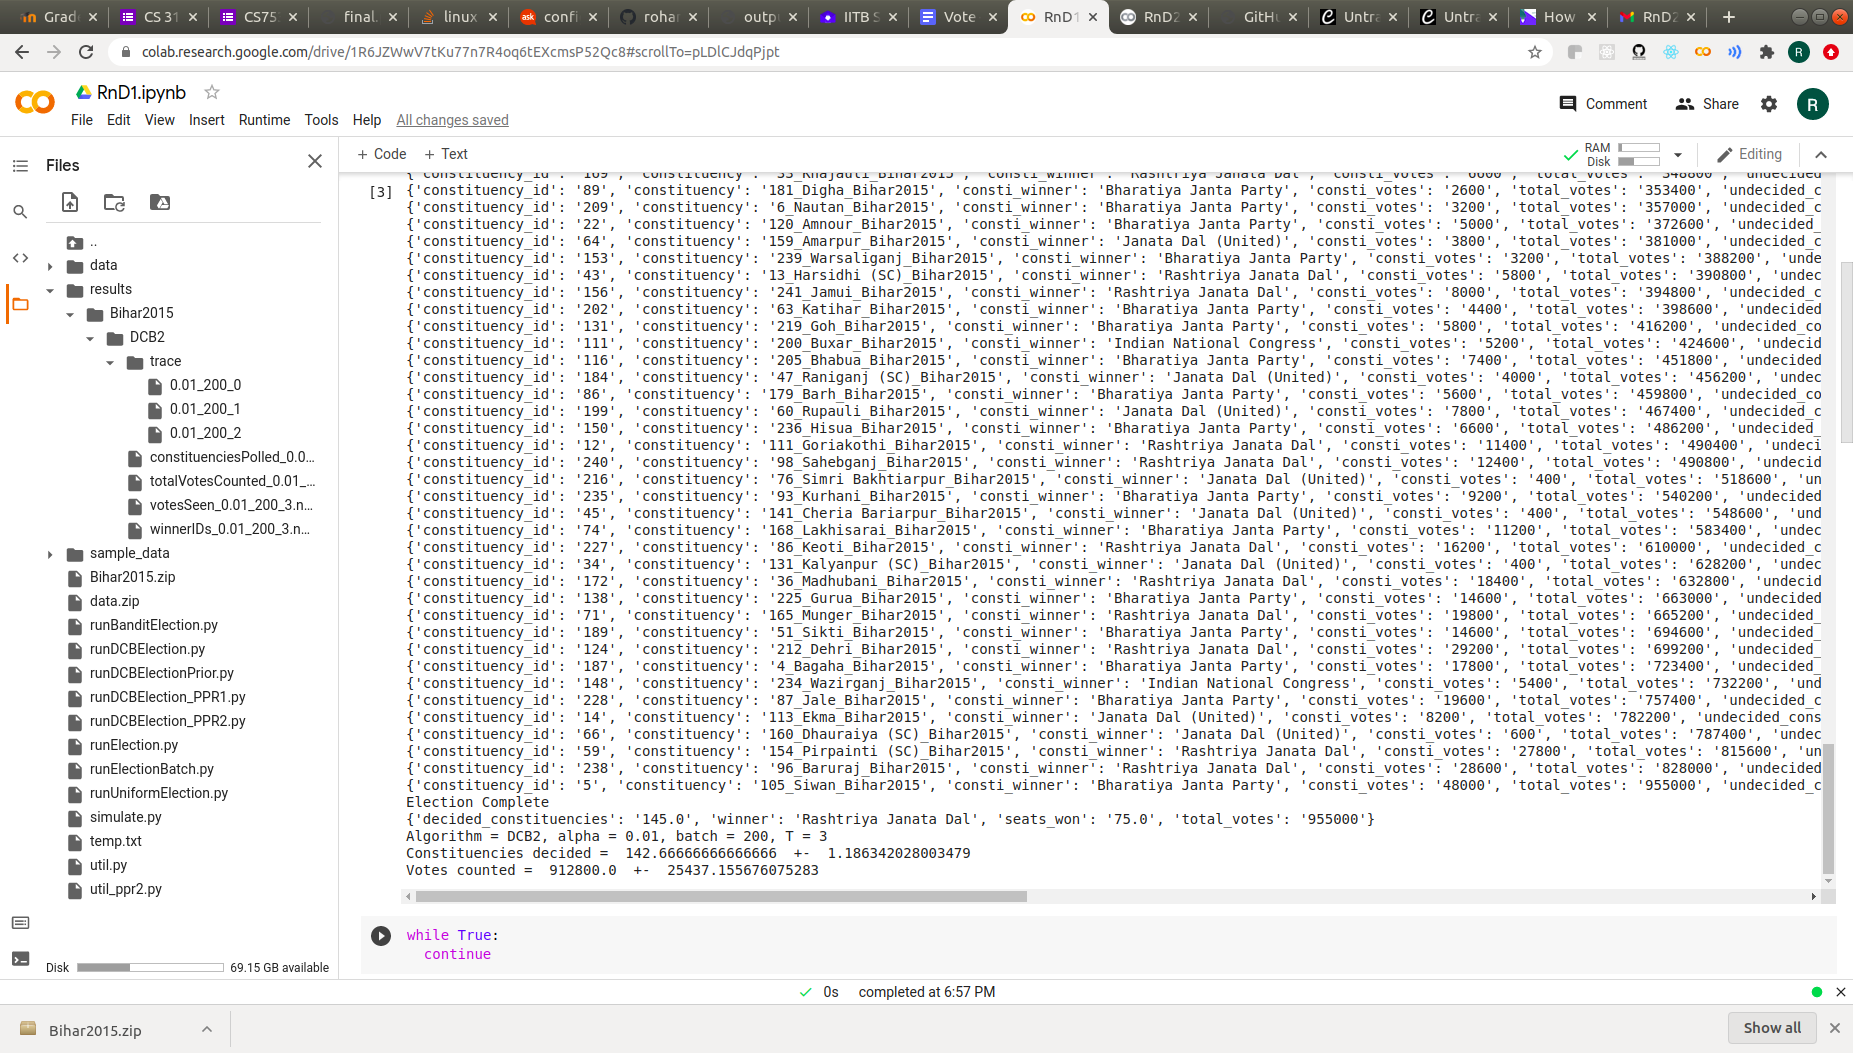 Grad
CS 31
CS75
final.
linux
confi
rohar
outpu
IITB S
Vote
RnD1
RnD2
GitHu
Untra
Untra
How
RnD2
colab.research.google.com/drive/1R6JZWwV7tKu77n7R4oq6tEXcmsP52Qc8#scrollTo=pLDlCJdqPjpt
RnD1.ipynb
Comment Share
File Edit View Insert Runtime Tools Help All changes saved
+ Code + Text
RAM
Disk
Editing
Files
..
data
results
Bihar2015
DCB2
trace
0.01_200_0
0.01_200_1
0.01_200_2
constituenciesPolled_0.0...
totalVotesCounted_0.01_...
votesSeen_0.01_200_3.n...
winnerIDs_0.01_200_3.n...
sample_data
Bihar2015.zip
data.zip
runBanditElection.py
runDCBElection.py
runDCBElectionPrior.py
runDCBElection_PPR1.py
runDCBElection_PPR2.py
runElection.py
runElectionBatch.py
runUniformElection.py
simulate.py
temp.txt
util.py
util_ppr2.py
Disk 69.15 GB available
[3]
{'constituency_id': '169', 'constituency': '33_Khajauli_Bihar2015', 'consti_winner': 'Rashtriya Janata Dal', 'consti_votes': '6600', 'total_votes': '348800', 'undecided
{'constituency_id': '89', 'constituency': '181_Digha_Bihar2015', 'consti_winner': 'Bharatiya Janta Party', 'consti_votes': '2600', 'total_votes': '353400', 'undecided_c
{'constituency_id': '209', 'constituency': '6_Nautan_Bihar2015', 'consti_winner': 'Bharatiya Janta Party', 'consti_votes': '3200', 'total_votes': '357000', 'undecided_c
{'constituency_id': '22', 'constituency': '120_Amnour_Bihar2015', 'consti_winner': 'Bharatiya Janta Party', 'consti_votes': '5000', 'total_votes': '372600', 'undecided_
{'constituency_id': '64', 'constituency': '159_Amarpur_Bihar2015', 'consti_winner': 'Janata Dal (United)', 'consti_votes': '3800', 'total_votes': '381000', 'undecided_c
{'constituency_id': '153', 'constituency': '239_Warsaliganj_Bihar2015', 'consti_winner': 'Bharatiya Janta Party', 'consti_votes': '3200', 'total_votes': '388200', 'unde
{'constituency_id': '43', 'constituency': '13_Harsidhi (SC)_Bihar2015', 'consti_winner': 'Rashtriya Janata Dal', 'consti_votes': '5800', 'total_votes': '390800', 'undec
{'constituency_id': '156', 'constituency': '241_Jamui_Bihar2015', 'consti_winner': 'Rashtriya Janata Dal', 'consti_votes': '8000', 'total_votes': '394800', 'undecided_c
{'constituency_id': '202', 'constituency': '63_Katihar_Bihar2015', 'consti_winner': 'Bharatiya Janta Party', 'consti_votes': '4400', 'total_votes': '398600', 'undecided
{'constituency_id': '131', 'constituency': '219_Goh_Bihar2015', 'consti_winner': 'Bharatiya Janta Party', 'consti_votes': '5800', 'total_votes': '416200', 'undecided_co
{'constituency_id': '111', 'constituency': '200_Buxar_Bihar2015', 'consti_winner': 'Indian National Congress', 'consti_votes': '5200', 'total_votes': '424600', 'undecid
{'constituency_id': '116', 'constituency': '205_Bhabua_Bihar2015', 'consti_winner': 'Bharatiya Janta Party', 'consti_votes': '7400', 'total_votes': '451800', 'undecided
{'constituency_id': '184', 'constituency': '47_Raniganj (SC)_Bihar2015', 'consti_winner': 'Janata Dal (United)', 'consti_votes': '4000', 'total_votes': '456200', 'undec
{'constituency_id': '86', 'constituency': '179_Barh_Bihar2015', 'consti_winner': 'Bharatiya Janta Party', 'consti_votes': '5600', 'total_votes': '459800', 'undecided_co
{'constituency_id': '199', 'constituency': '60_Rupauli_Bihar2015', 'consti_winner': 'Janata Dal (United)', 'consti_votes': '7800', 'total_votes': '467400', 'undecided_c
{'constituency_id': '150', 'constituency': '236_Hisua_Bihar2015', 'consti_winner': 'Bharatiya Janta Party', 'consti_votes': '6600', 'total_votes': '486200', 'undecided_
{'constituency_id': '12', 'constituency': '111_Goriakothi_Bihar2015', 'consti_winner': 'Rashtriya Janata Dal', 'consti_votes': '11400', 'total_votes': '490400', 'undeci
{'constituency_id': '240', 'constituency': '98_Sahebganj_Bihar2015', 'consti_winner': 'Rashtriya Janata Dal', 'consti_votes': '12400', 'total_votes': '490800', 'undecid
{'constituency_id': '216', 'constituency': '76_Simri Bakhtiarpur_Bihar2015', 'consti_winner': 'Janata Dal (United)', 'consti_votes': '400', 'total_votes': '518600', 'un
{'constituency_id': '235', 'constituency': '93_Kurhani_Bihar2015', 'consti_winner': 'Bharatiya Janta Party', 'consti_votes': '9200', 'total_votes': '540200', 'undecided
{'constituency_id': '45', 'constituency': '141_Cheria Bariarpur_Bihar2015', 'consti_winner': 'Janata Dal (United)', 'consti_votes': '400', 'total_votes': '548600', 'und
{'constituency_id': '74', 'constituency': '168_Lakhisarai_Bihar2015', 'consti_winner': 'Bharatiya Janta Party', 'consti_votes': '11200', 'total_votes': '583400', 'undec
{'constituency_id': '227', 'constituency': '86_Keoti_Bihar2015', 'consti_winner': 'Rashtriya Janata Dal', 'consti_votes': '16200', 'total_votes': '610000', 'undecided_c
{'constituency_id': '34', 'constituency': '131_Kalyanpur (SC)_Bihar2015', 'consti_winner': 'Janata Dal (United)', 'consti_votes': '400', 'total_votes': '628200', 'undec
{'constituency_id': '172', 'constituency': '36_Madhubani_Bihar2015', 'consti_winner': 'Rashtriya Janata Dal', 'consti_votes': '18400', 'total_votes': '632800', 'undecid
{'constituency_id': '138', 'constituency': '225_Gurua_Bihar2015', 'consti_winner': 'Bharatiya Janta Party', 'consti_votes': '14600', 'total_votes': '663000', 'undecided
{'constituency_id': '71', 'constituency': '165_Munger_Bihar2015', 'consti_winner': 'Rashtriya Janata Dal', 'consti_votes': '19800', 'total_votes': '665200', 'undecided_
{'constituency_id': '189', 'constituency': '51_Sikti_Bihar2015', 'consti_winner': 'Bharatiya Janta Party', 'consti_votes': '14600', 'total_votes': '694600', 'undecided_
{'constituency_id': '124', 'constituency': '212_Dehri_Bihar2015', 'consti_winner': 'Rashtriya Janata Dal', 'consti_votes': '29200', 'total_votes': '699200', 'undecided_
{'constituency_id': '187', 'constituency': '4_Bagaha_Bihar2015', 'consti_winner': 'Bharatiya Janta Party', 'consti_votes': '17800', 'total_votes': '723400', 'undecided_
{'constituency_id': '148', 'constituency': '234_Wazirganj_Bihar2015', 'consti_winner': 'Indian National Congress', 'consti_votes': '5400', 'total_votes': '732200', 'und
{'constituency_id': '228', 'constituency': '87_Jale_Bihar2015', 'consti_winner': 'Bharatiya Janta Party', 'consti_votes': '19600', 'total_votes': '757400', 'undecided_c
{'constituency_id': '14', 'constituency': '113_Ekma_Bihar2015', 'consti_winner': 'Janata Dal (United)', 'consti_votes': '8200', 'total_votes': '782200', 'undecided_cons
{'constituency_id': '66', 'constituency': '160_Dhauraiya (SC)_Bihar2015', 'consti_winner': 'Janata Dal (United)', 'consti_votes': '600', 'total_votes': '787400', 'undec
{'constituency_id': '59', 'constituency': '154_Pirpainti (SC)_Bihar2015', 'consti_winner': 'Rashtriya Janata Dal', 'consti_votes': '27800', 'total_votes': '815600', 'un
{'constituency_id': '238', 'constituency': '96_Baruraj_Bihar2015', 'consti_winner': 'Rashtriya Janata Dal', 'consti_votes': '28600', 'total_votes': '828000', 'undecided
{'constituency_id': '5', 'constituency': '105_Siwan_Bihar2015', 'consti_winner': 'Bharatiya Janta Party', 'consti_votes': '48000', 'total_votes': '955000', 'undecided_c
Election Complete
{'decided_constituencies': '145.0', 'winner': 'Rashtriya Janata Dal', 'seats_won': '75.0', 'total_votes': '955000'}
Algorithm = DCB2, alpha = 0.01, batch = 200, T = 3
Constituencies decided = 142.66666666666666 +- 1.186342028003479
Votes counted = 912800.0 +- 25437.155676075283
while True:
continue
0s completed at 6:57 PM
Bihar2015.zip
Show all